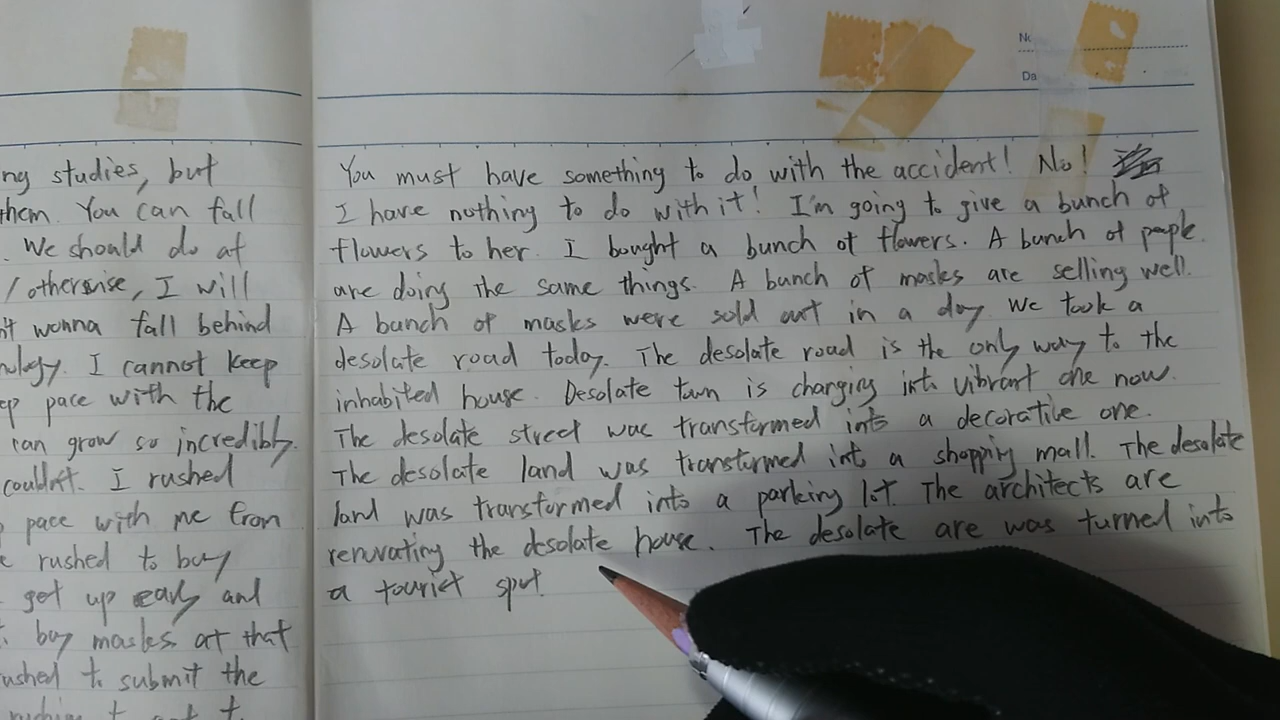 ng studies, but
them. You can fall
. We should do at
/ otherwise, I will
n't wanna fall behind
nology. I cannot keep
ep pace with the
can grow so incredibly.
couldn't. I rushed
pace with me from
e rushed to buy
get up early and
buy masks at that
ushed to submit the
No
Da
You must have something to do with the accident! No!
I have nothing to do with it! I'm going to give a bunch of
flowers to her. I bought a bunch of flowers. A bunch of people
are doing the same things. A bunch of masks are selling well.
A bunch of masks were sold out in a day We took a
desolate road today. The desolate road is the only way to the
inhabited house. Desolate town is changing into vibrant one now.
The desolate street was transformed into a decorative one.
The desolate land was transformed into a shopping mall. The desolate
land was transformed into a parking lot. The architects are
renovating the desolate house. The desolate are was turned into
a tourist spot.